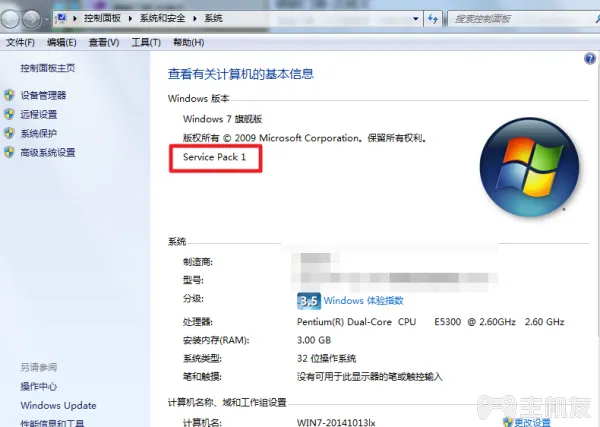 控制面板 ▸ 系统和安全 ▸ 系统
搜索控制面板
文件(F) 编辑(E) 查看(V) 工具(T) 帮助(H)
控制面板主页
设备管理器
远程设置
系统保护
高级系统设置
查看有关计算机的基本信息
Windows 版本
Windows 7 旗舰版
版权所有 © 2009 Microsoft Corporation。保留所有权利。
Service Pack 1
系统
制造商:
型号:
分级:
3.5 Windows 体验指数
处理器:
Pentium(R) Dual-Core CPU E5300 @ 2.60GHz 2.60 GHz
安装内存(RAM):
3.00 GB
系统类型:
32 位操作系统
笔和触摸:
没有可用于此显示器的笔或触控输入
计算机名称、域和工作组设置
计算机名:
WIN7-20141013lx
更改设置
另请参阅
操作中心
Windows Update
性能信息和工具
主机友